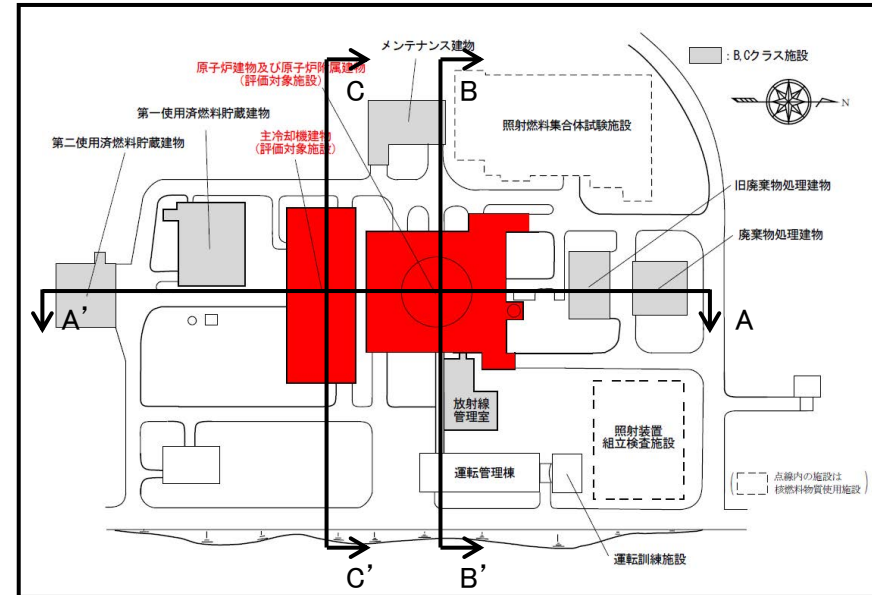 メンテナンス建物
: B,Cクラス施設
原子炉建物及び原子炉附属建物
(評価対象施設)
C
B
N
第一使用済燃料貯蔵建物
照射燃料集合体試験施設
主冷却機建物
(評価対象施設)
第二使用済燃料貯蔵建物
旧廃棄物処理建物
廃棄物処理建物
A’
A
放射線
管理室
照射装置
組立検査施設
運転管理棟
点線内の施設は
核燃料物質使用施設
運転訓練施設
C’
B’